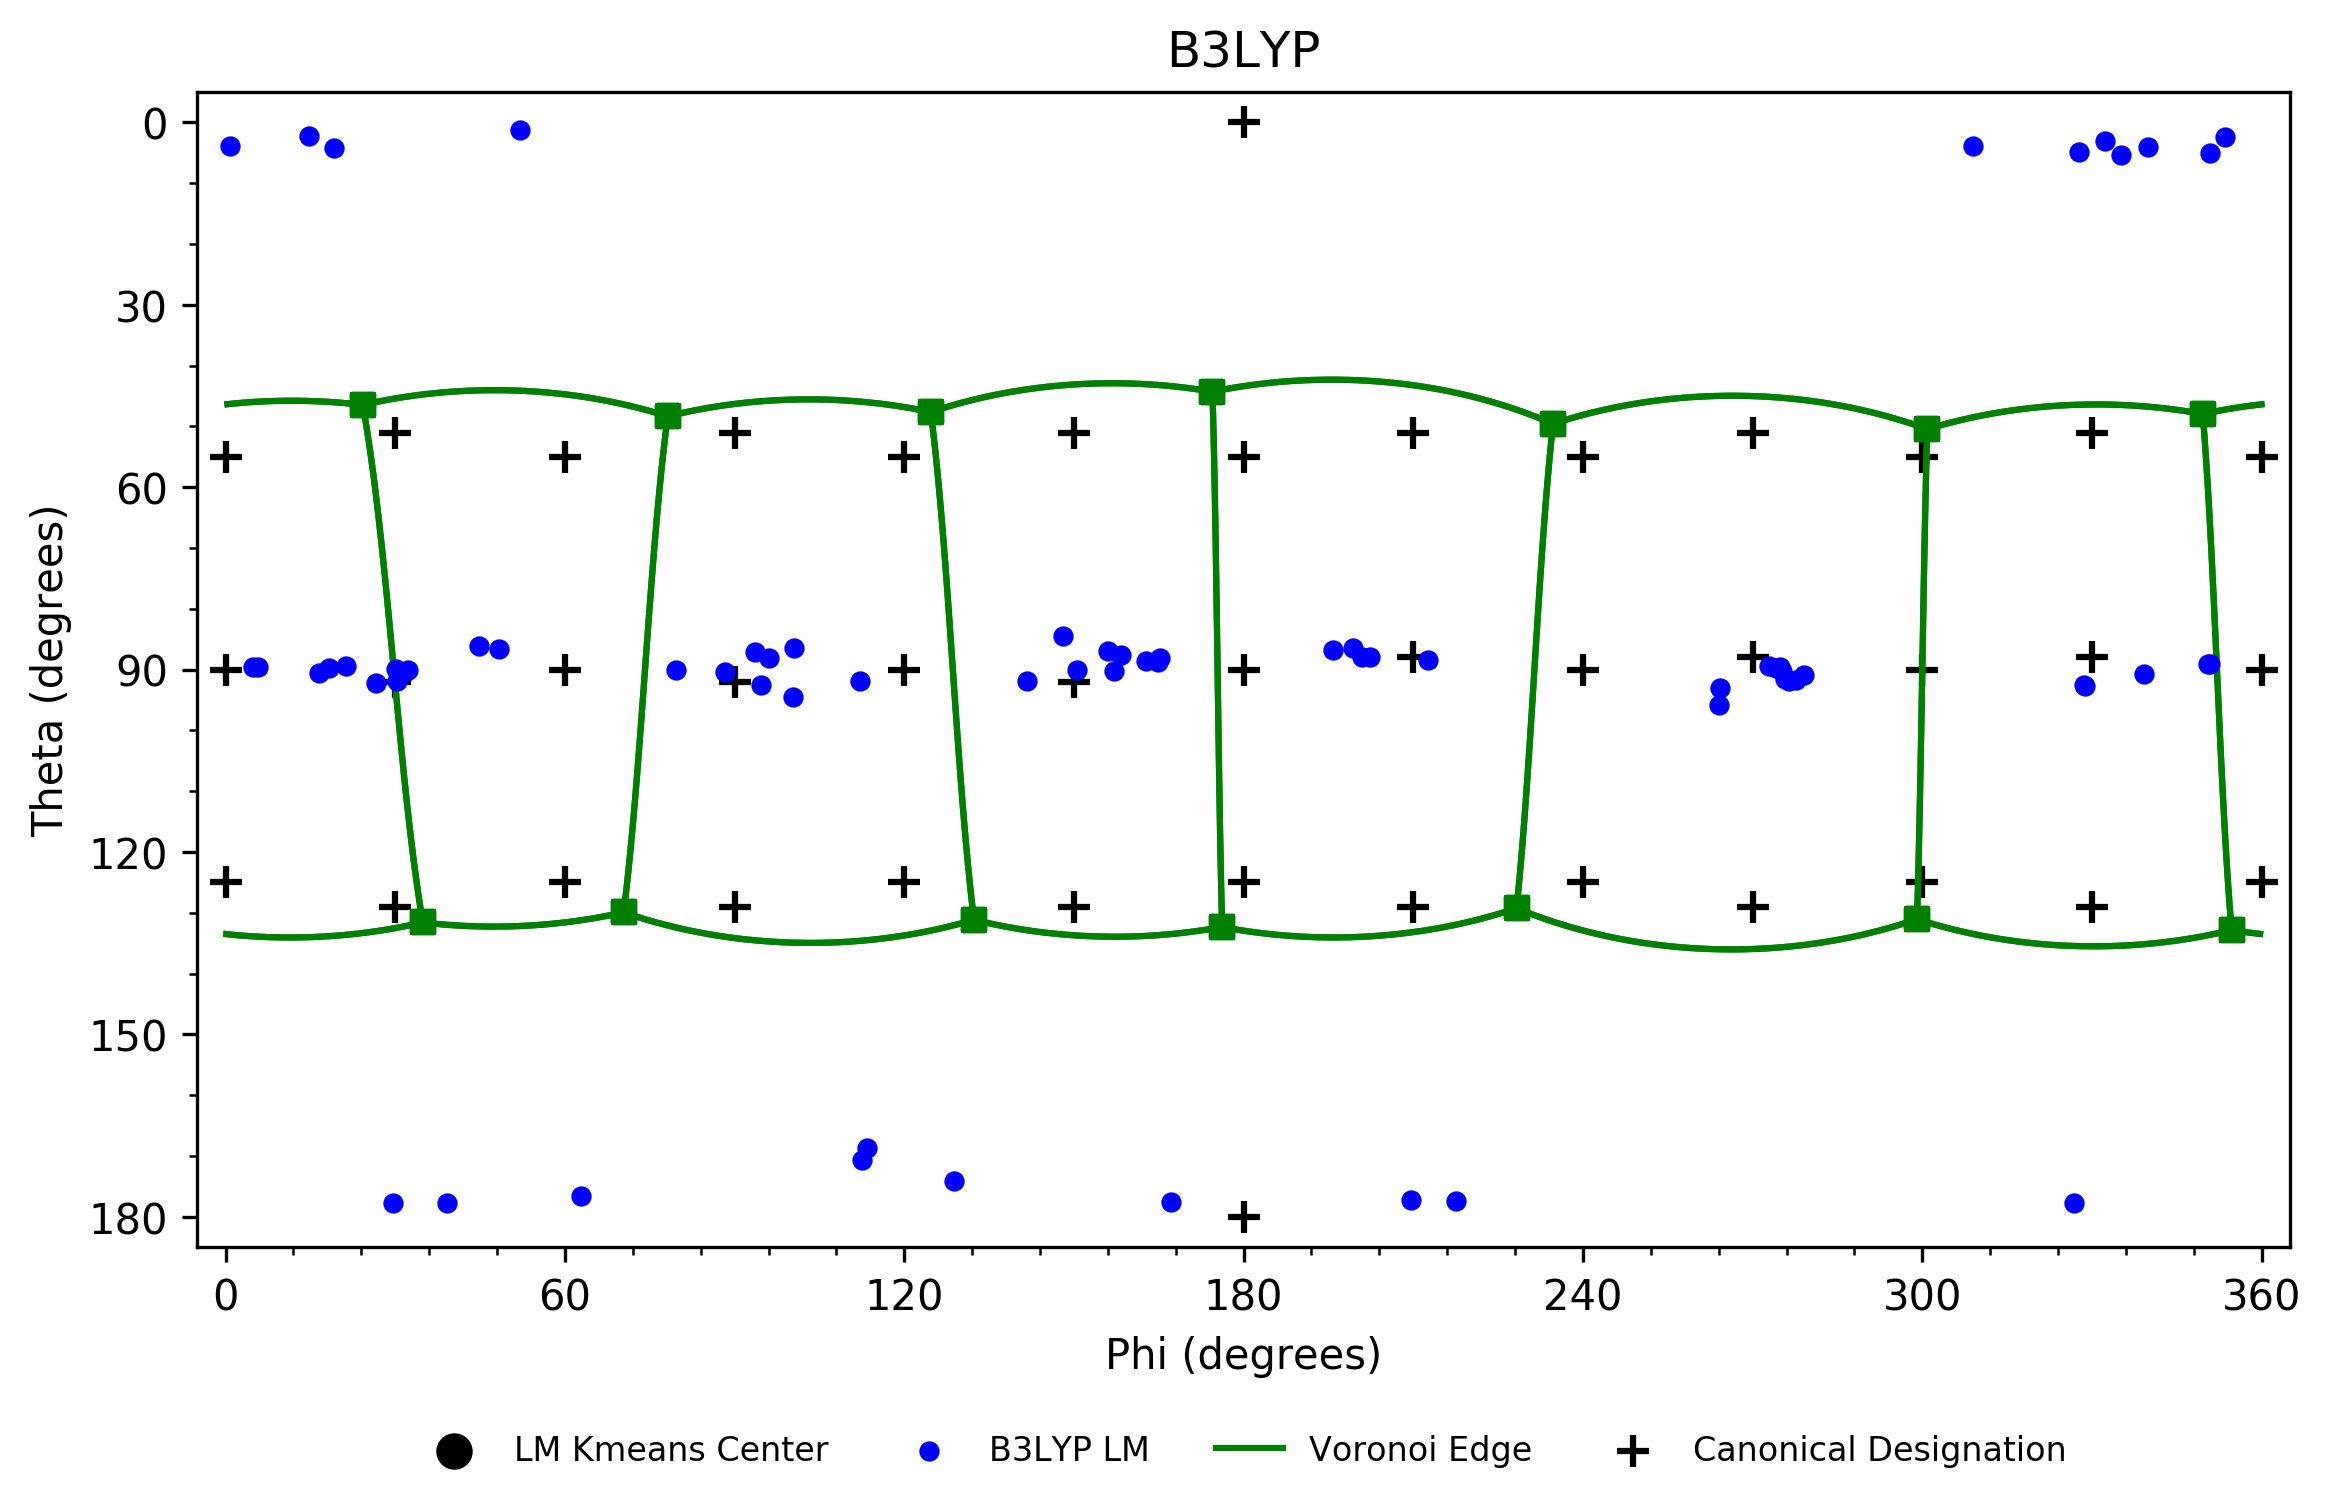 B3LYP
Theta (degrees)
0
30
60
90
120
150
180
0 60 120 180 240 300 360
Phi (degrees)
LM Kmeans Center B3LYP LM Voronoi Edge Canonical Designation